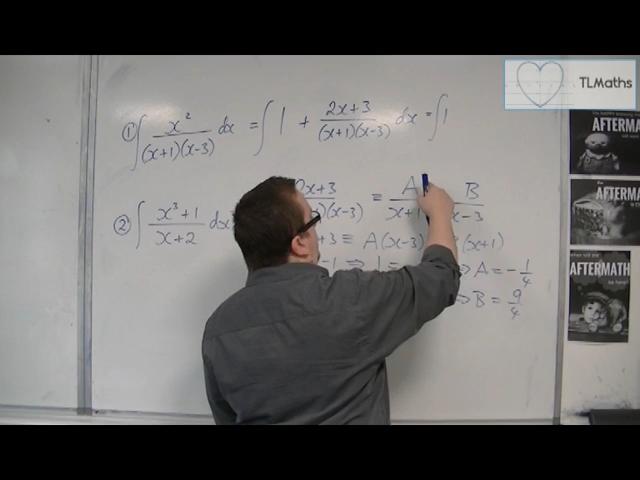 TLMaths
① ∫ x²/((x+1)(x-3)) dx = ∫ 1 + (2x+3)/((x+1)(x-3)) dx = ∫ 1
2x+3/(x-3) ≡ A/x+1 B/x-3
② ∫ (x³+1)/(x+2) dx
+3 ≡ A(x-3) (x+1)
-1 ⇒ 1 = ⇒ A = -1/4
⇒ B = 9/4
AFTERMATH
AFTERMATH
AFTERMATH